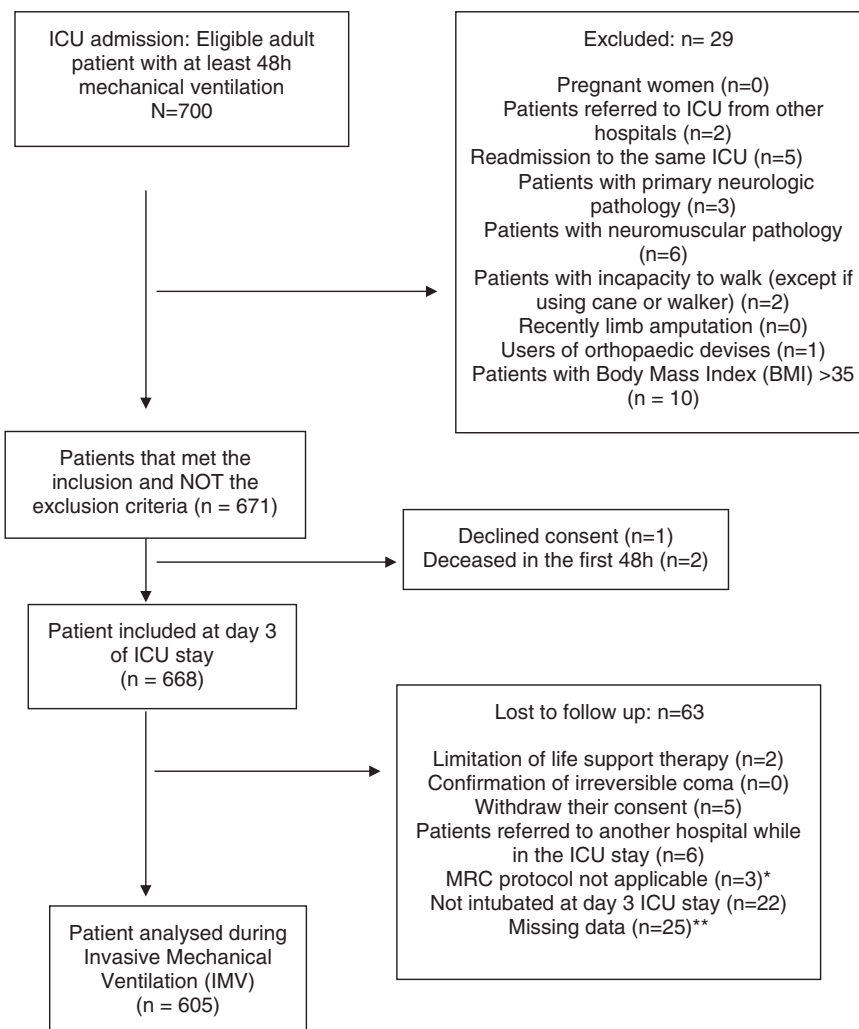 ICU admission: Eligible adult
patient with at least 48h
mechanical ventilation
N=700
Excluded: n= 29
Pregnant women (n=0)
Patients referred to ICU from other
hospitals (n=2)
Readmission to the same ICU (n=5)
Patients with primary neurologic
pathology (n=3)
Patients with neuromuscular pathology
(n=6)
Patients with incapacity to walk (except if
using cane or walker) (n=2)
Recently limb amputation (n=0)
Users of orthopaedic devises (n=1)
Patients with Body Mass Index (BMI) >35
(n = 10)
Patients that met the
inclusion and NOT the
exclusion criteria (n = 671)
Declined consent (n=1)
Deceased in the first 48h (n=2)
Patient included at day 3
of ICU stay
(n = 668)
Lost to follow up: n=63
Limitation of life support therapy (n=2)
Confirmation of irreversible coma (n=0)
Withdraw their consent (n=5)
Patients referred to another hospital while
in the ICU stay (n=6)
MRC protocol not applicable (n=3)*
Not intubated at day 3 ICU stay (n=22)
Missing data (n=25)**
Patient analysed during
Invasive Mechanical
Ventilation (IMV)
(n = 605)